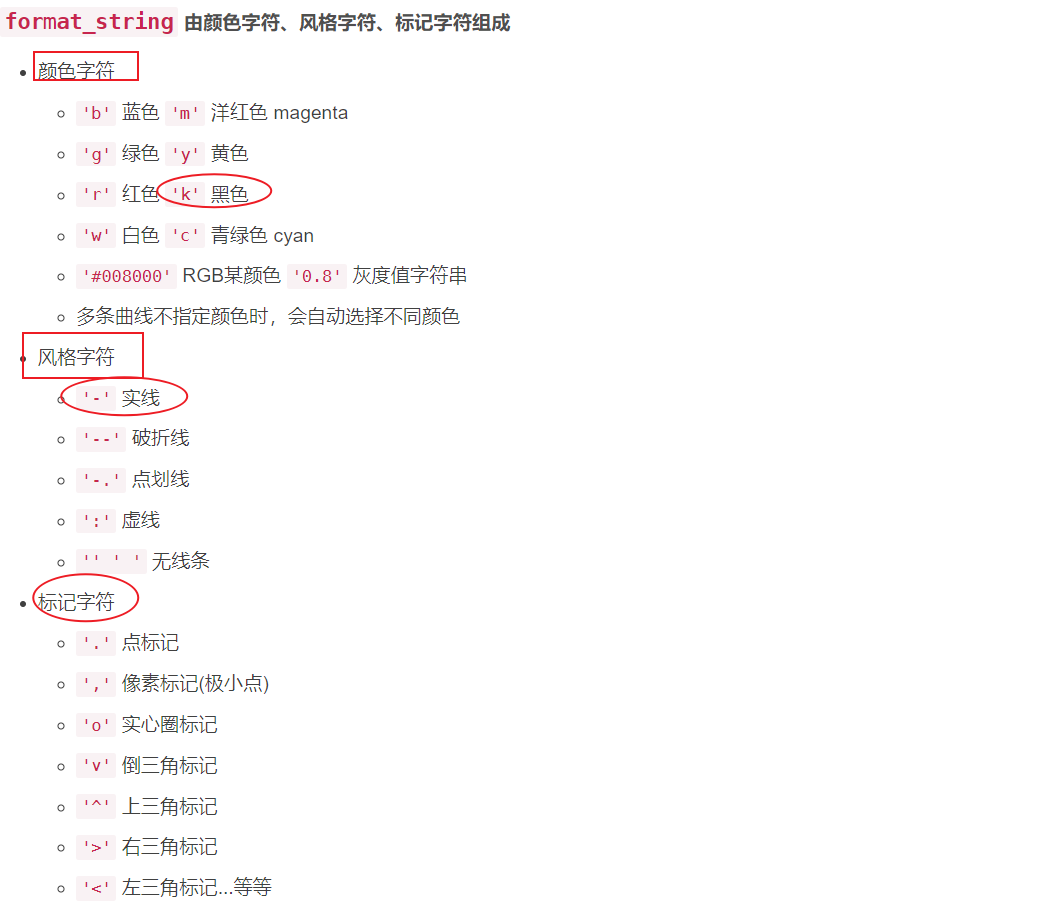 format_string 由颜色字符、风格字符、标记字符组成
颜色字符
'b' 蓝色 'm' 洋红色 magenta
'g' 绿色 'y' 黄色
'r' 红色 'k' 黑色
'w' 白色 'c' 青绿色 cyan
'#008000' RGB某颜色 '0.8' 灰度值字符串
多条曲线不指定颜色时，会自动选择不同颜色
风格字符
'-' 实线
'--' 破折线
'-.' 点划线
':' 虚线
'' ' ' 无线条
标记字符
'.' 点标记
',' 像素标记(极小点)
'o' 实心圈标记
'v' 倒三角标记
'^' 上三角标记
'>' 右三角标记
'<' 左三角标记...等等